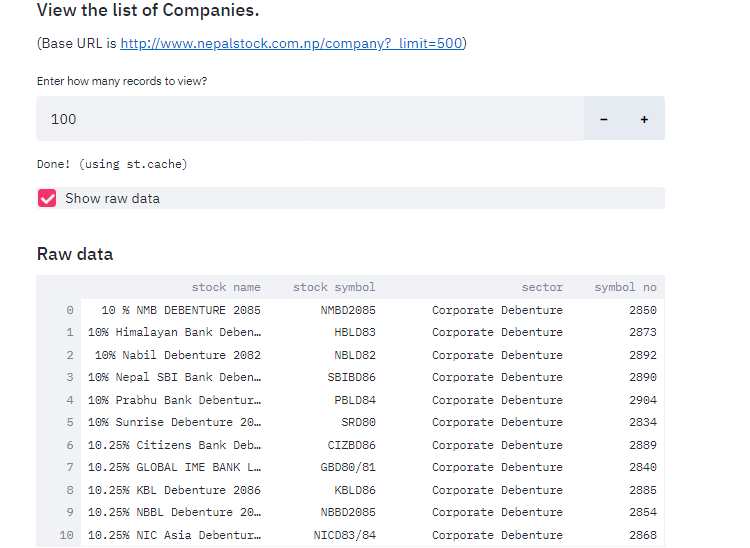 View the list of Companies.
(Base URL is http://www.nepalstock.com.np/company?_limit=500)
Enter how many records to view?
100 - +
Done! (using st.cache)
Show raw data
Raw data
stock name stock symbol sector symbol no
0 10 % NMB DEBENTURE 2085 NMBD2085 Corporate Debenture 2850
1 10% Himalayan Bank Deben… HBLD83 Corporate Debenture 2873
2 10% Nabil Debenture 2082 NBLD82 Corporate Debenture 2892
3 10% Nepal SBI Bank Deben… SBIBD86 Corporate Debenture 2890
4 10% Prabhu Bank Debentur… PBLD84 Corporate Debenture 2904
5 10% Sunrise Debenture 20… SRD80 Corporate Debenture 2834
6 10.25% Citizens Bank Deb… CIZBD86 Corporate Debenture 2889
7 10.25% GLOBAL IME BANK L… GBD80/81 Corporate Debenture 2840
8 10.25% KBL Debenture 2086 KBLD86 Corporate Debenture 2885
9 10.25% NBBL Debenture 20… NBBD2085 Corporate Debenture 2854
10 10.25% NIC Asia Debentur… NICD83/84 Corporate Debenture 2868